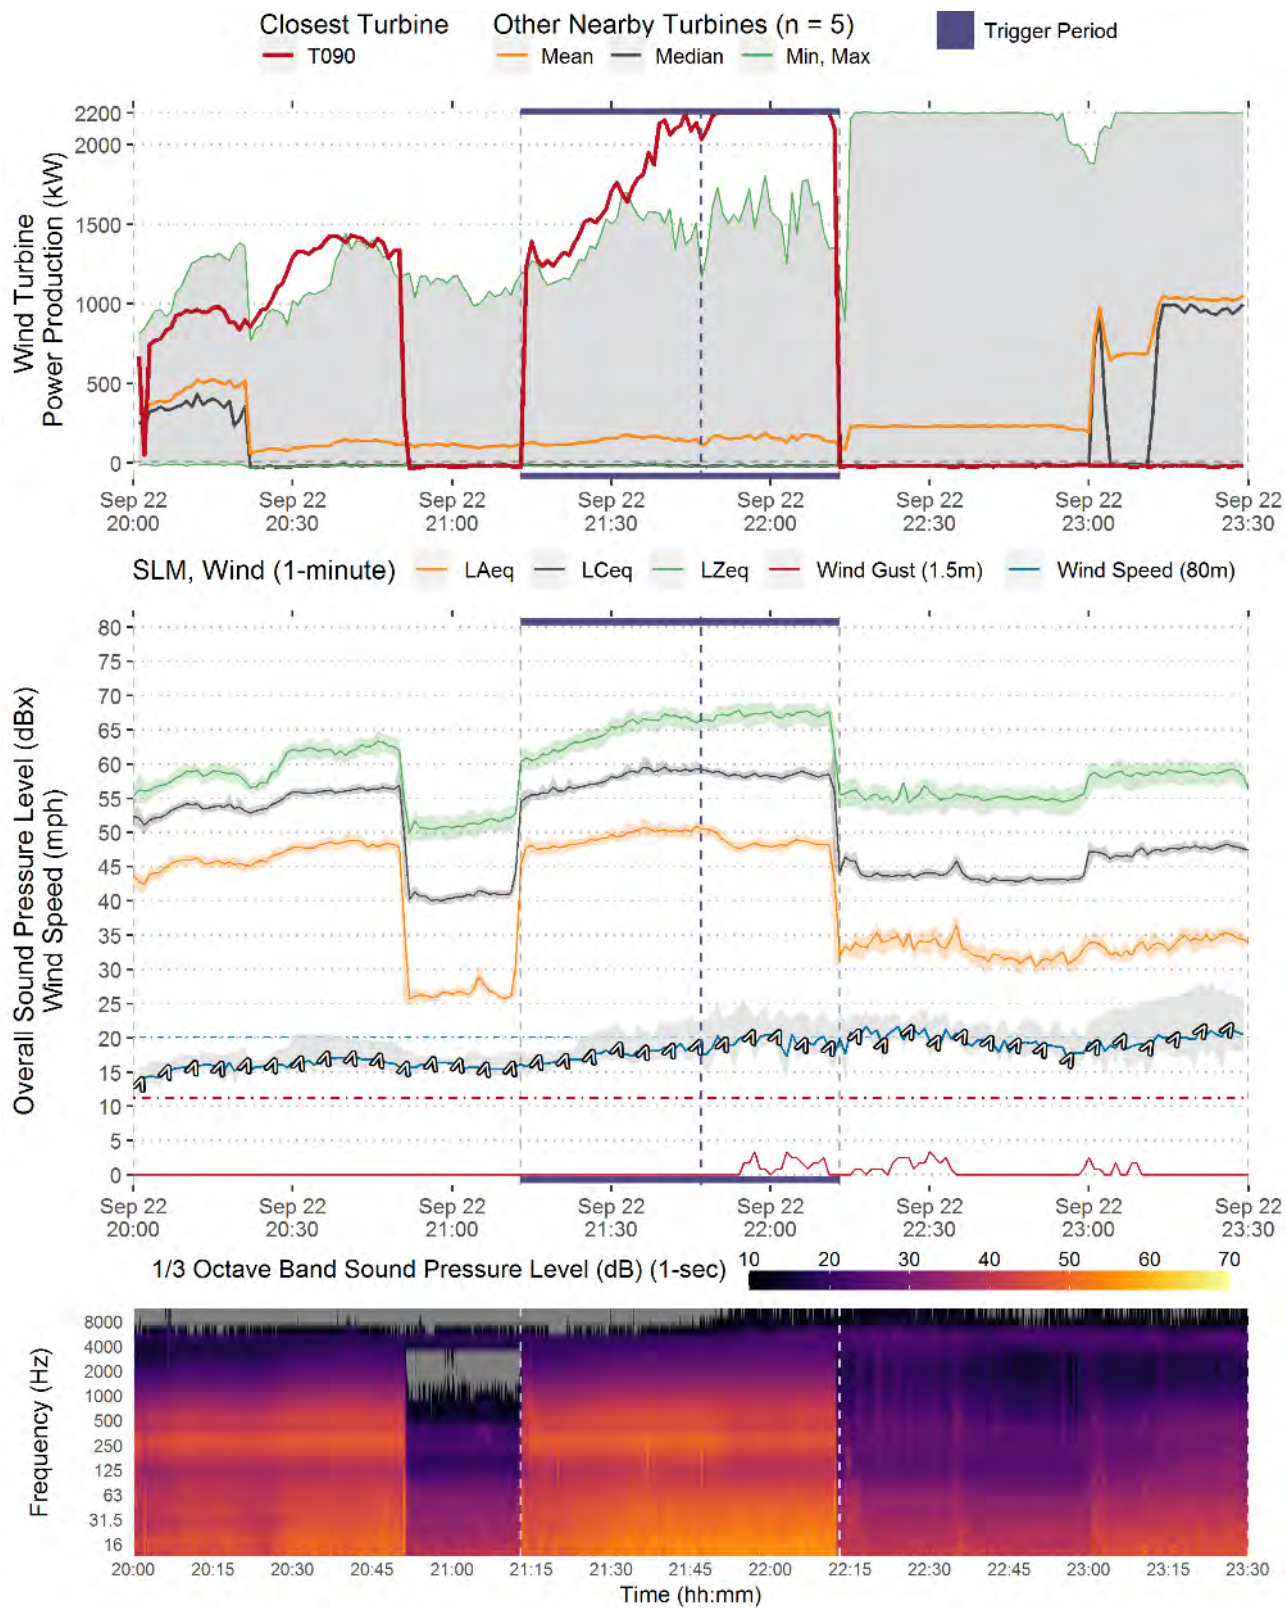 Closest Turbine Other Nearby Turbines (n = 5) Trigger Period
T090 Mean Median Min, Max
Wind Turbine
Power Production (kW)
2200
2000
1500
1000
500
0
Sep 22 Sep 22 Sep 22 Sep 22 Sep 22 Sep 22 Sep 22 Sep 22
20:00 20:30 21:00 21:30 22:00 22:30 23:00 23:30
SLM, Wind (1-minute) LAeq LCeq LZeq Wind Gust (1.5m) Wind Speed (80m)
Overall Sound Pressure Level (dBx)
Wind Speed (mph)
80
70
65
60
55
50
45
40
35
30
25
20
15
10
5
0
Sep 22 Sep 22 Sep 22 Sep 22 Sep 22 Sep 22 Sep 22 Sep 22
20:00 20:30 21:00 21:30 22:00 22:30 23:00 23:30
1/3 Octave Band Sound Pressure Level (dB) (1-sec)
10 20 30 40 50 60 70
Frequency (Hz)
8000
4000
2000
1000
500
250
125
63
31.5
16
20:00 20:15 20:30 20:45 21:00 21:15 21:30 21:45 22:00 22:15 22:30 22:45 23:00 23:15 23:30
Time (hh:mm)